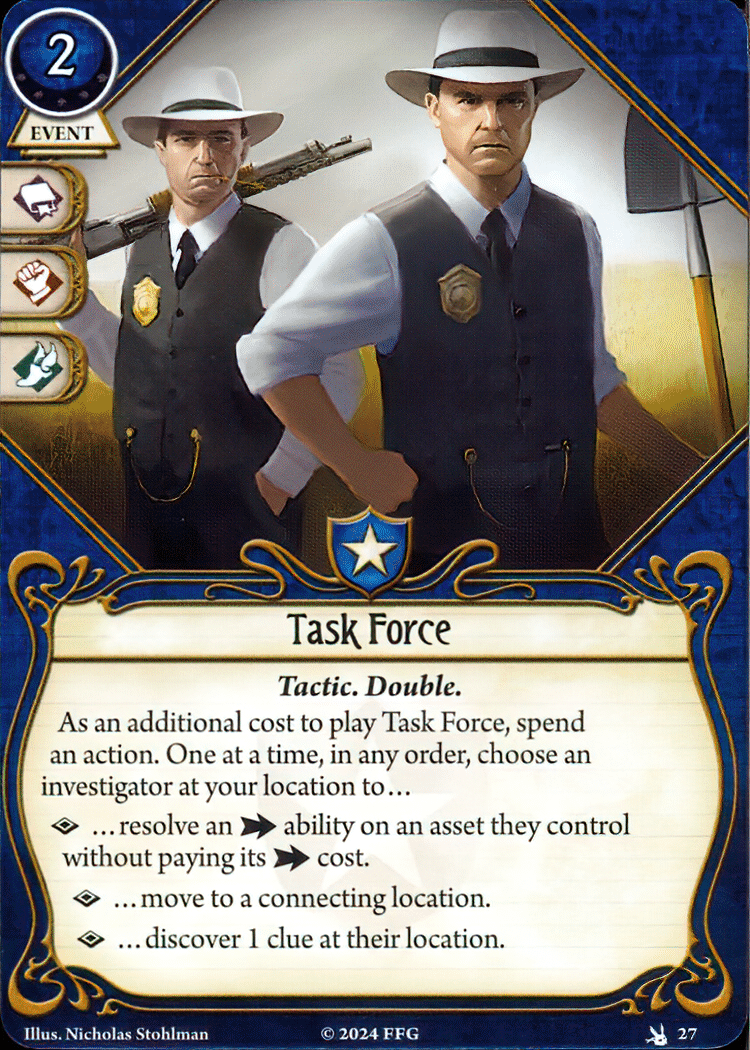 2
EVENT
Task Force
Tactic. Double.
As an additional cost to play Task Force, spend
an action. One at a time, in any order, choose an
investigator at your location to…
…resolve an ability on an asset they control
without paying its cost.
…move to a connecting location.
…discover 1 clue at their location.
Illus. Nicholas Stohlman
© 2024 FFG
27